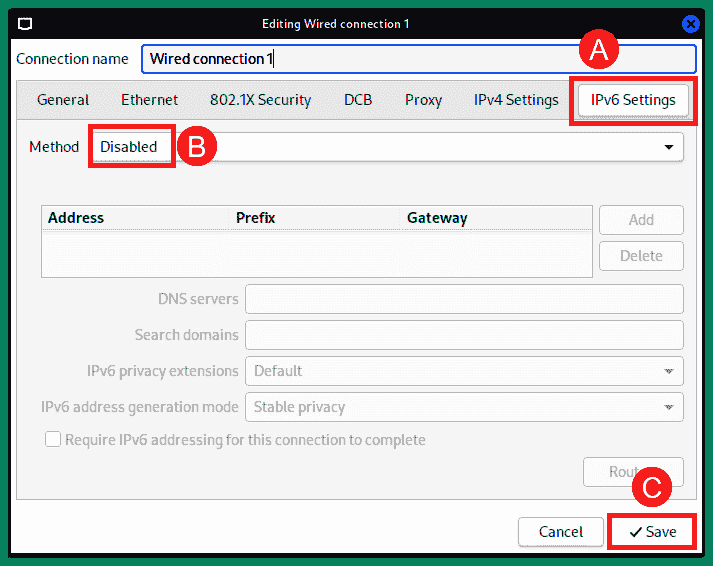 Editing Wired connection 1
A
Connection name Wired connection 1
General Ethernet 802.1X Security DCB Proxy IPv4 Settings IPv6 Settings
Method Disabled B
Address Prefix Gateway
Add
Delete
DNS servers
Search domains
IPv6 privacy extensions Default
IPv6 address generation mode Stable privacy
Require IPv6 addressing for this connection to complete
C
Cancel Save